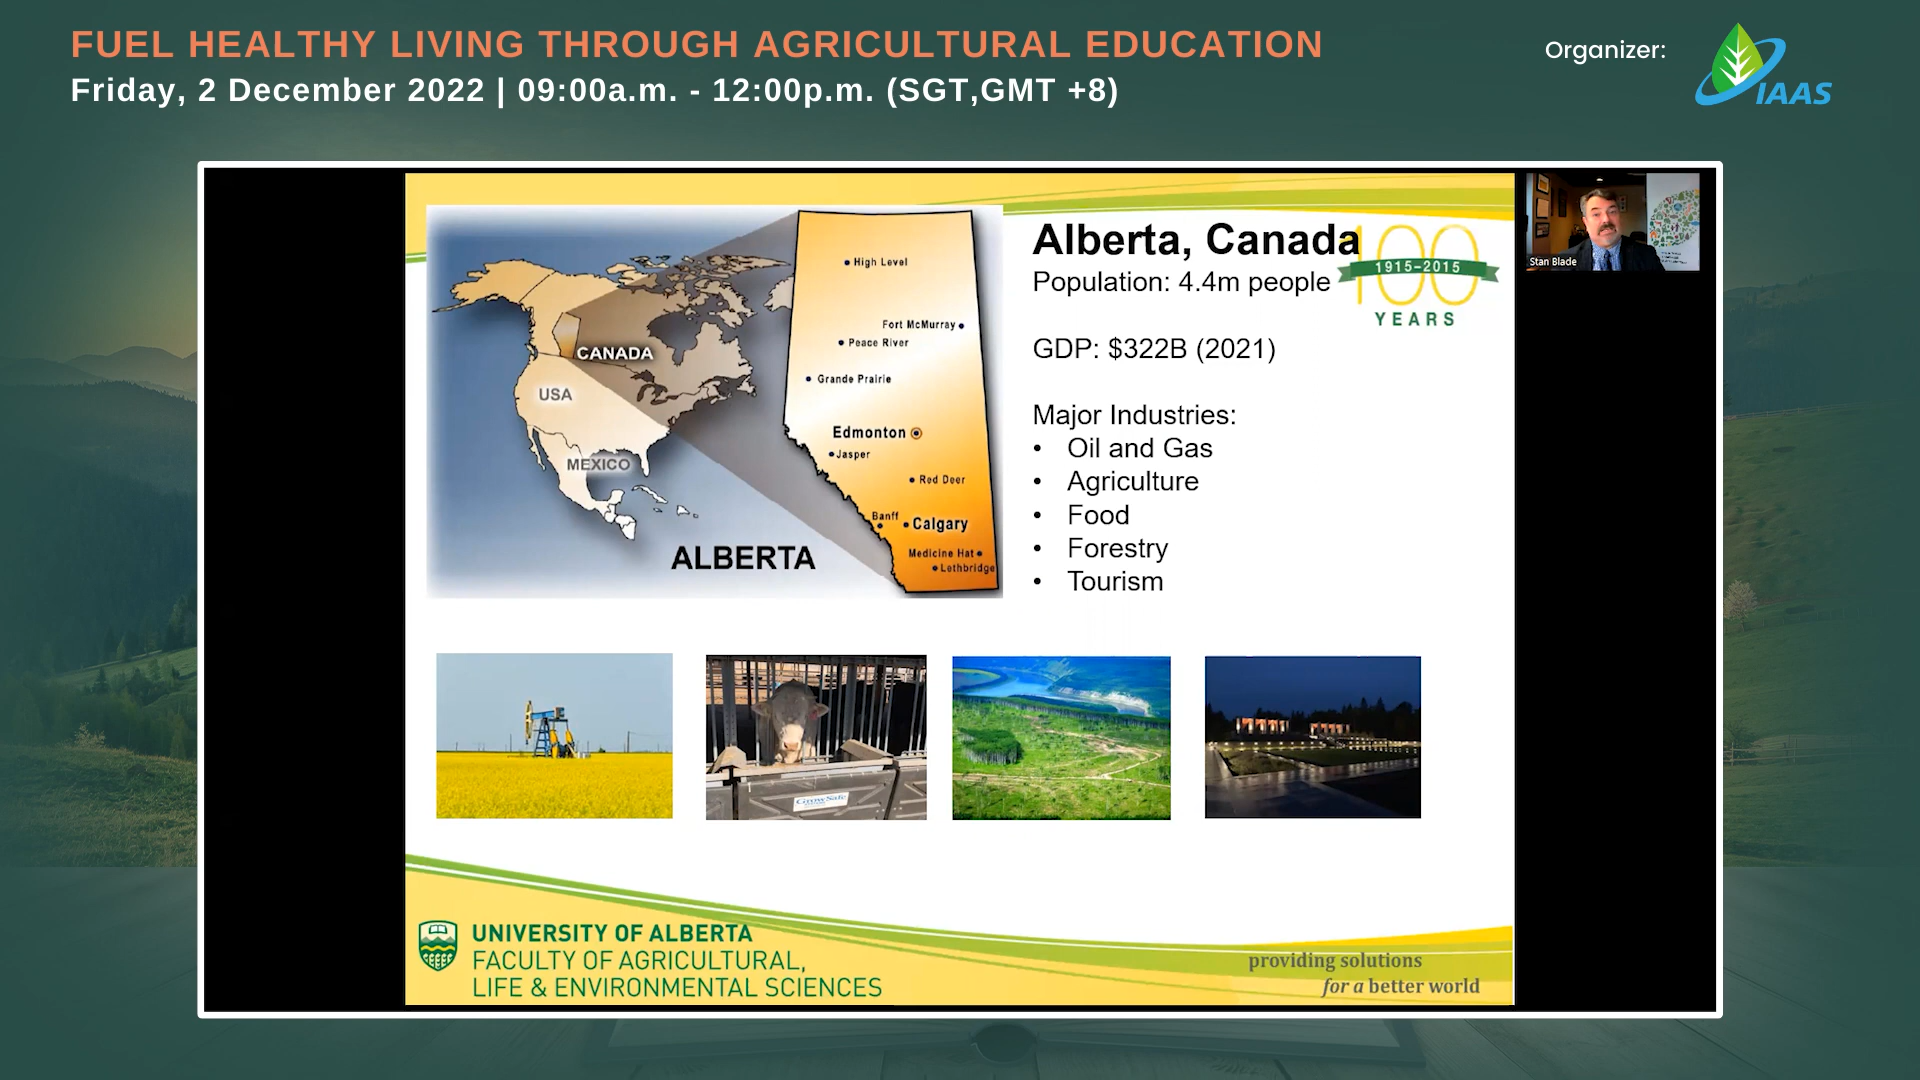 FUEL HEALTHY LIVING THROUGH AGRICULTURAL EDUCATION
Friday, 2 December 2022 | 09:00a.m. - 12:00p.m. (SGT,GMT +8)
Organizer:
IAAS
Alberta, Canada
Population: 4.4m people
100
1915-2015
YEARS
GDP: $322B (2021)
Major Industries:
• Oil and Gas
• Agriculture
• Food
• Forestry
• Tourism
High Level
Fort McMurray
Peace River
Grande Prairie
Edmonton
Jasper
Red Deer
Banff
Calgary
Medicine Hat
Lethbridge
CANADA
USA
MEXICO
ALBERTA
Stan Blade
GrowSafe
UNIVERSITY OF ALBERTA
FACULTY OF AGRICULTURAL,
LIFE & ENVIRONMENTAL SCIENCES
providing solutions
for a better world